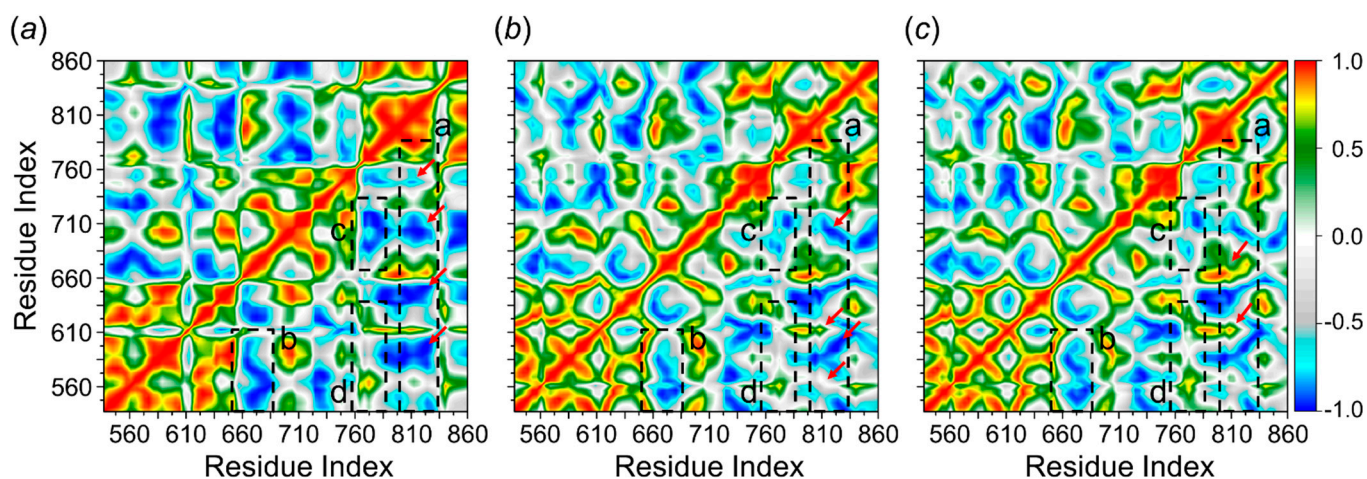 (a) (b) (c)
860 860 860 1.0
a a a
810 810 810
0.5
760 760 760
710 710 710
c c c 0.0
660 660 660
610 610 610 -0.5
b b b
560 560 560
d d d
-1.0
560 610 660 710 760 810 860 560 610 660 710 760 810 860 560 610 660 710 760 810 860
Residue Index Residue Index Residue Index
Residue Index